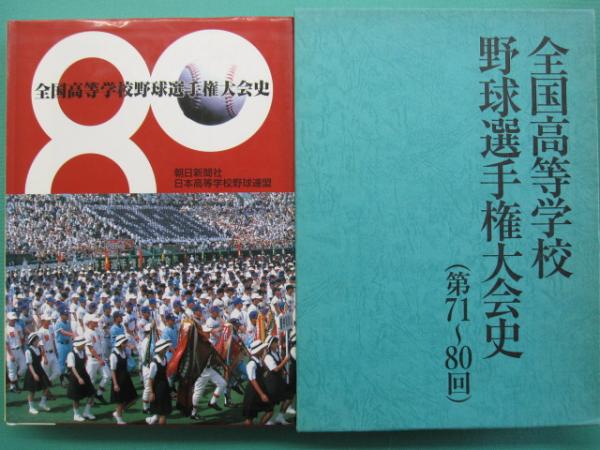 80
全国高等学校野球選手権大会史
朝日新聞社
日本高等学校野球連盟
全国高等学校
野球選手権大会史
(第71~80回)